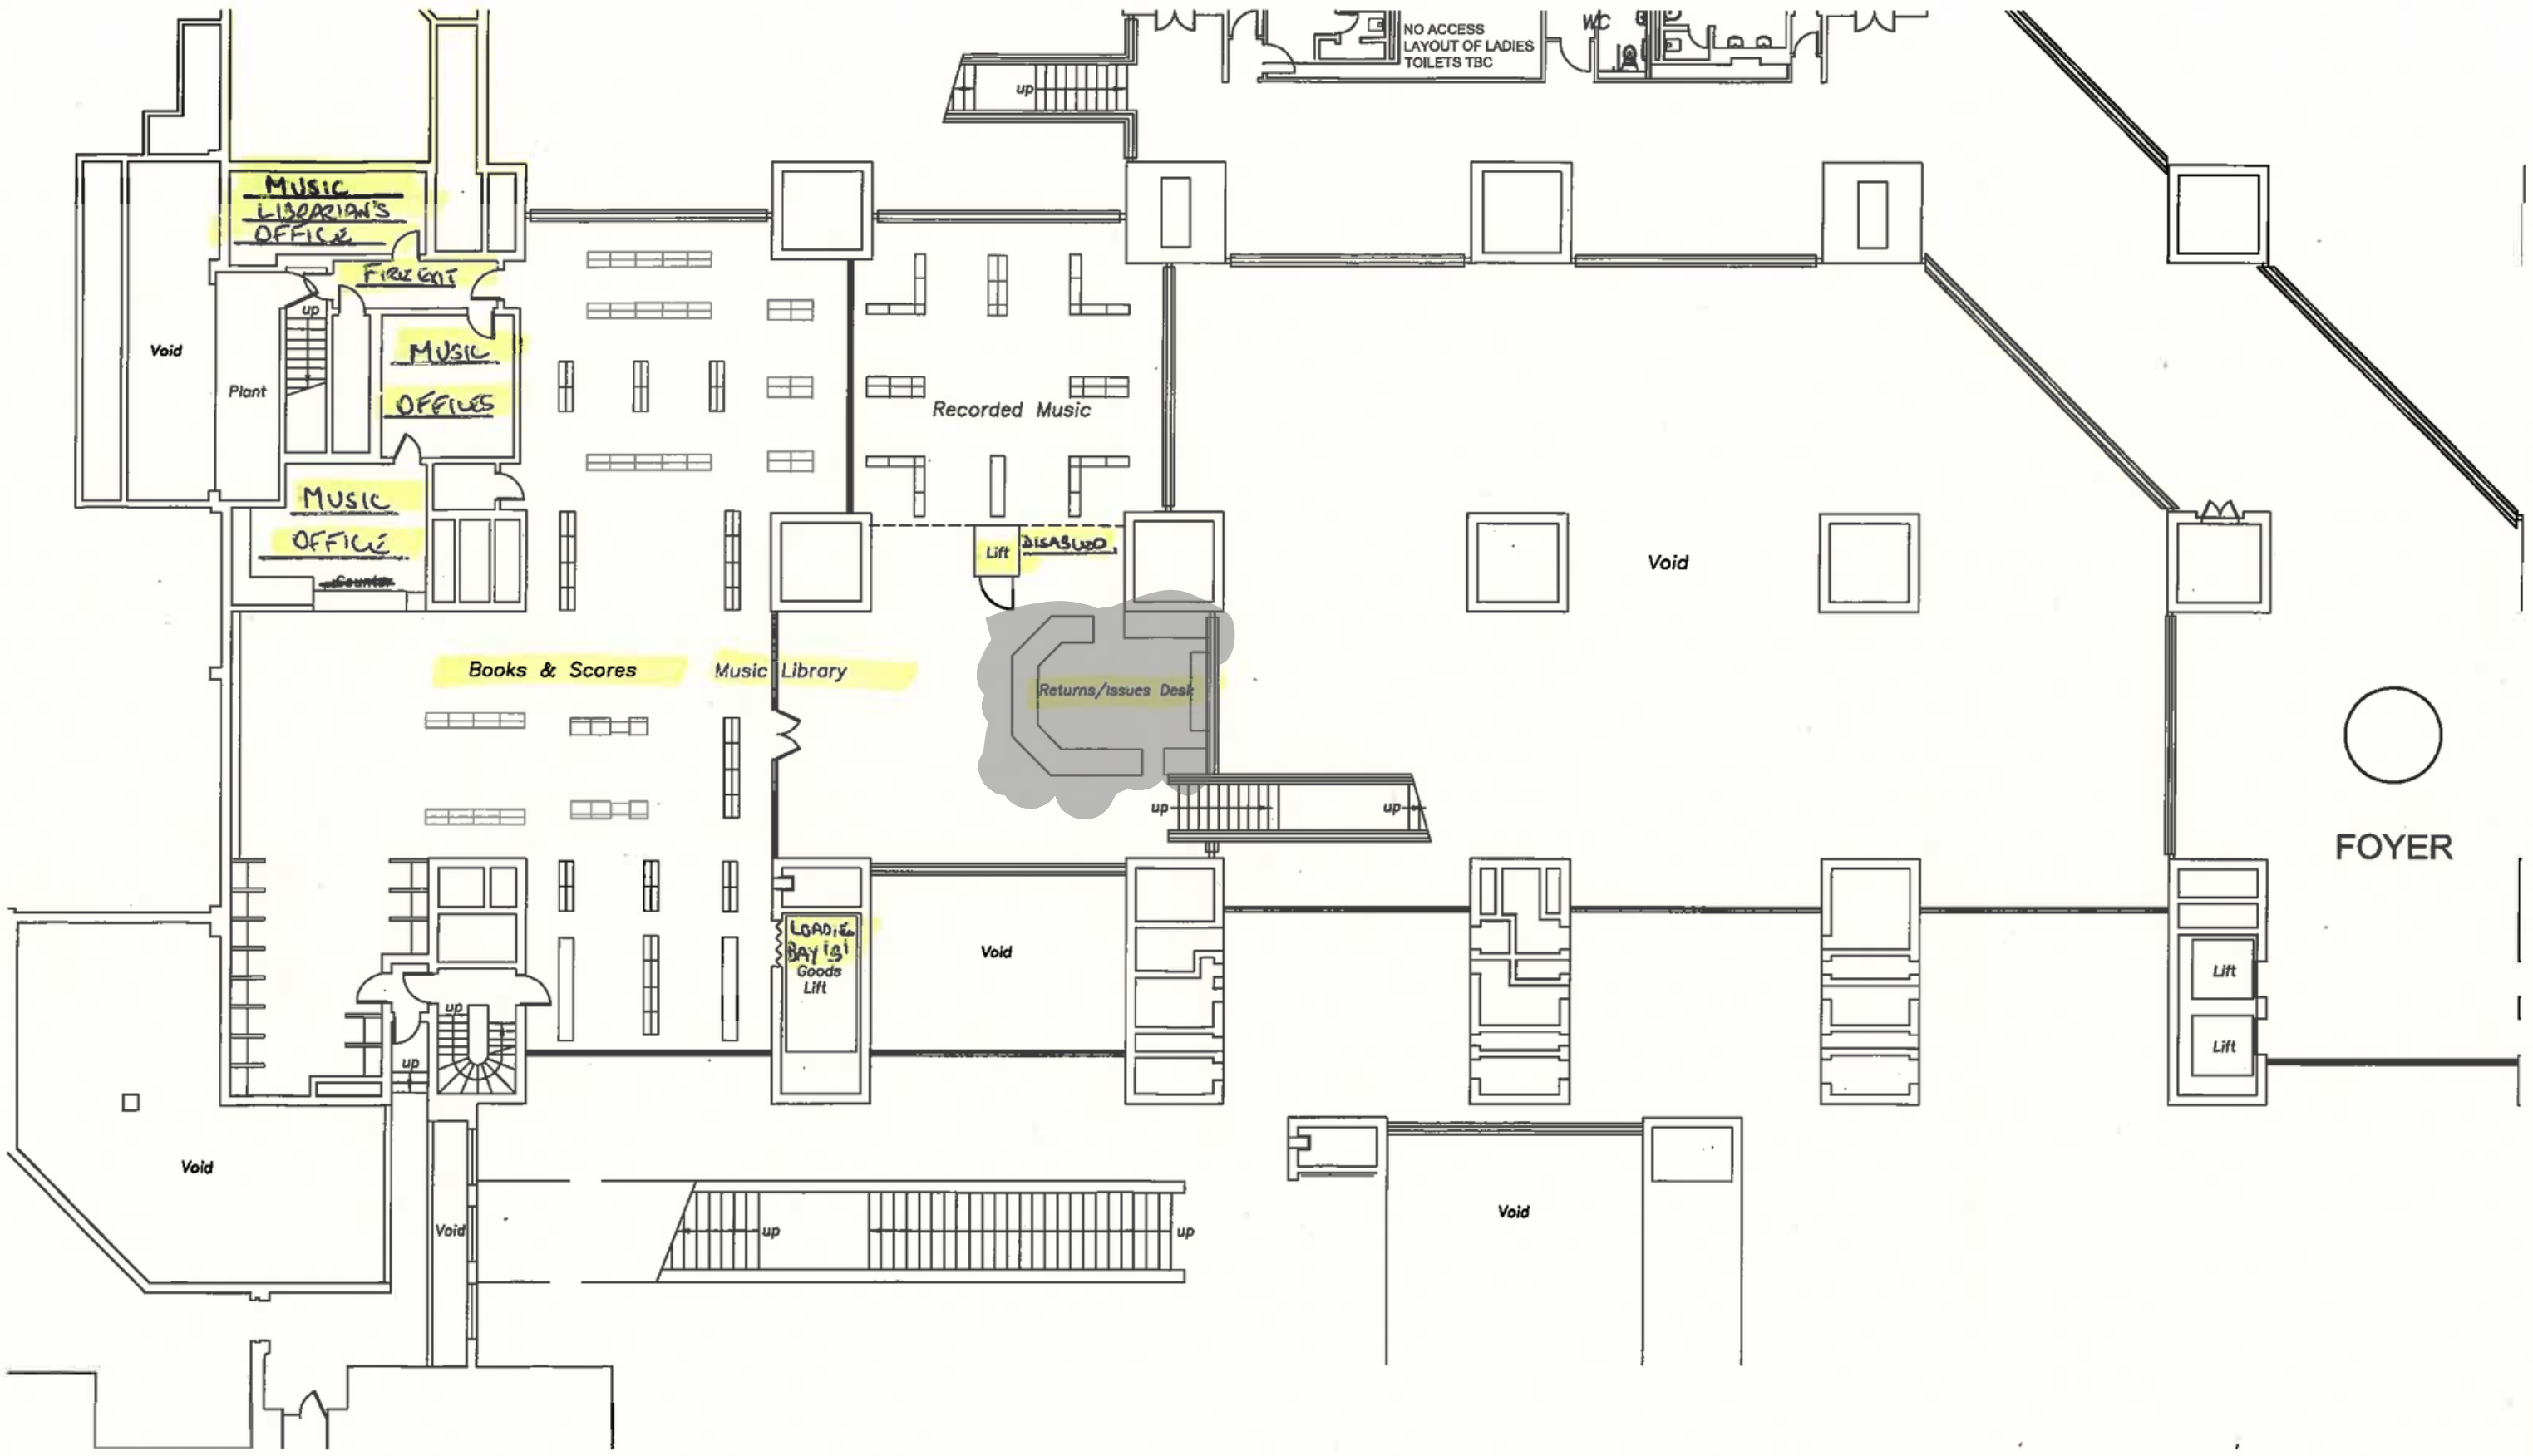 NO ACCESS
LAYOUT OF LADIES
TOILETS TBC
WC
up
MUSIC
LIBRARIAN'S
OFFICE
FIRE EXIT
up
Void
Plant
MUSIC
OFFICES
Recorded Music
MUSIC
OFFICE
Counter
Lift
DISABLED
Void
Books & Scores
Music Library
Returns/Issues Desk
up
up
FOYER
LOADING
BAY 'B'
Goods
Lift
Void
Lift
up
Lift
up
Void
Void
up
up
Void